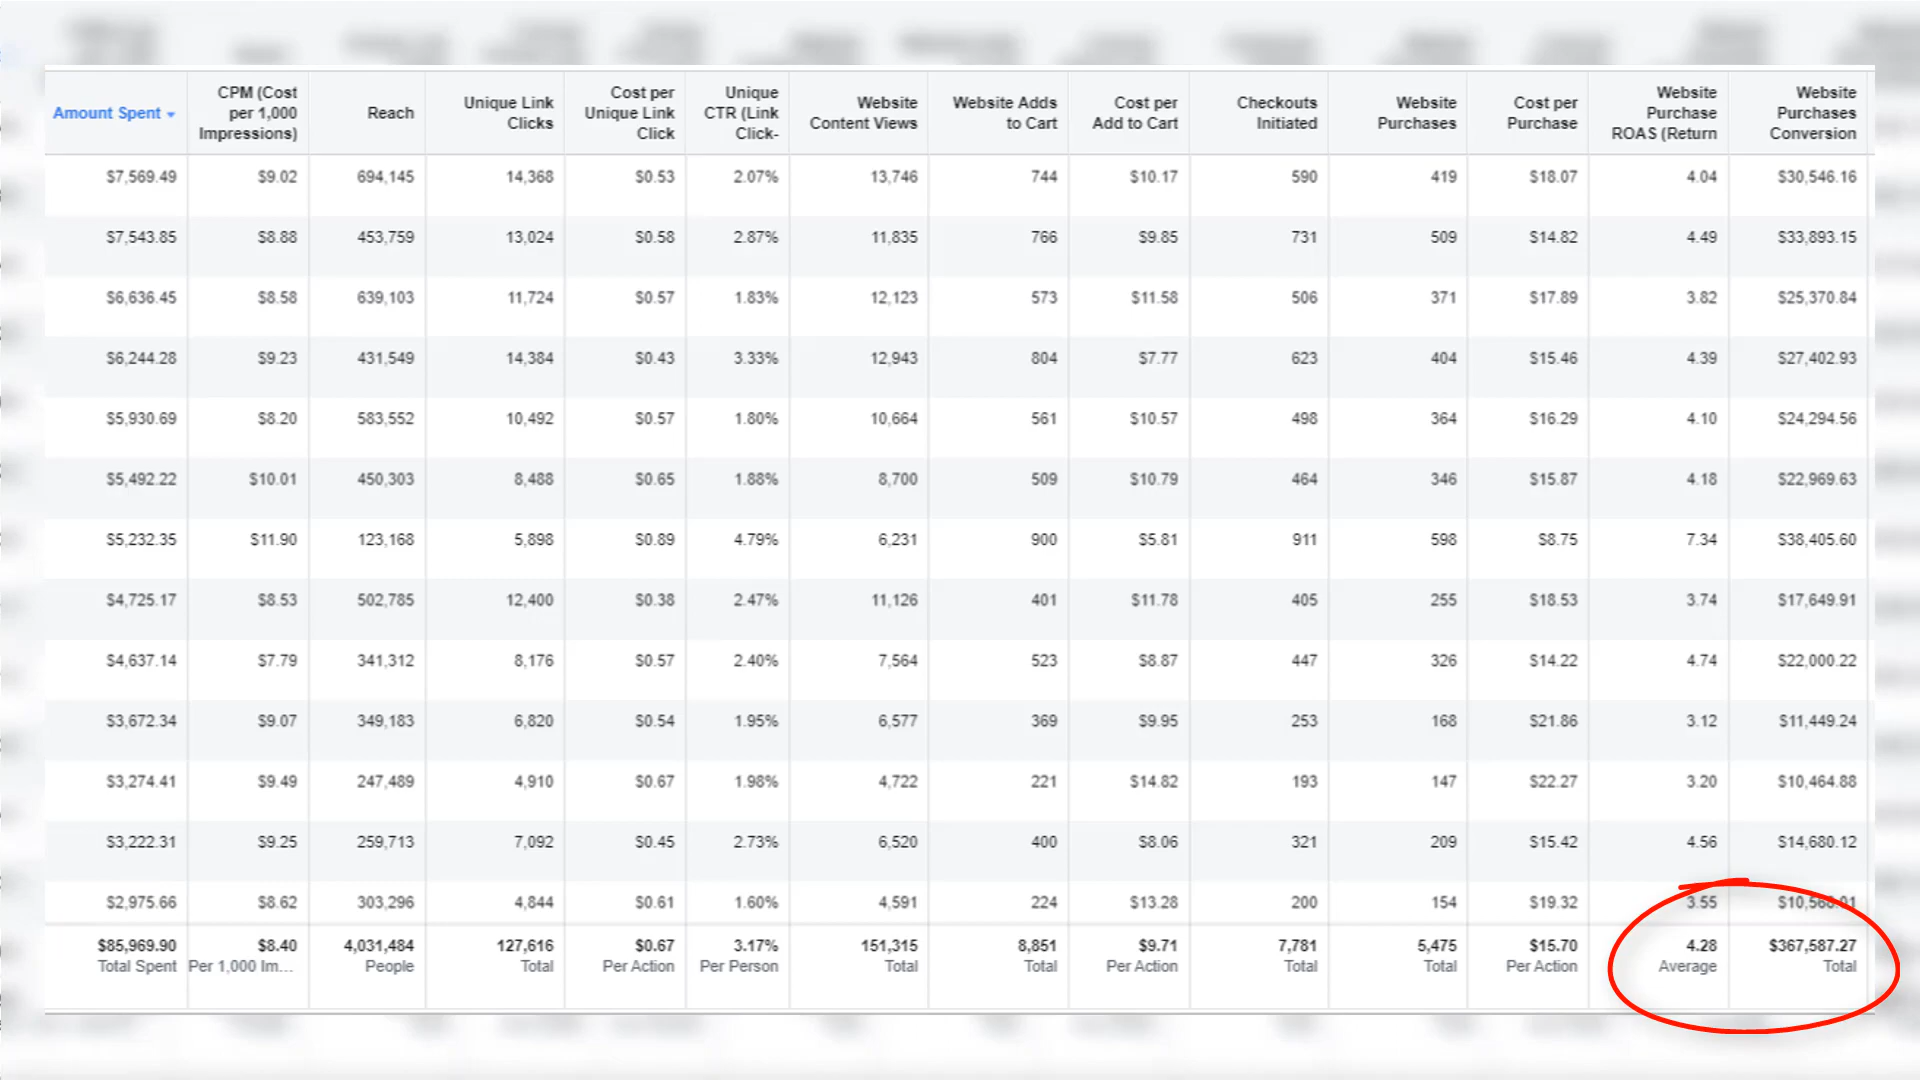 Amount Spent
CPM (Cost per 1,000 Impressions)
Reach
Unique Link Clicks
Cost per Unique Link Click
Unique CTR (Link Click-
Website Content Views
Website Adds to Cart
Cost per Add to Cart
Checkouts Initiated
Website Purchases
Cost per Purchase
Website Purchase ROAS (Return
Website Purchases Conversion
$7,569.49 $9.02 694,145 14,368 $0.53 2.07% 13,746 744 $10.17 590 419 $18.07 4.04 $30,546.16
$7,543.85 $8.88 453,759 13,024 $0.58 2.87% 11,835 766 $9.85 731 509 $14.82 4.49 $33,893.15
$6,636.45 $8.58 639,103 11,724 $0.57 1.83% 12,123 573 $11.58 506 371 $17.89 3.82 $25,370.84
$6,244.28 $9.23 431,549 14,384 $0.43 3.33% 12,943 804 $7.77 623 404 $15.46 4.39 $27,402.93
$5,930.69 $8.20 583,552 10,492 $0.57 1.80% 10,664 561 $10.57 498 364 $16.29 4.10 $24,294.56
$5,492.22 $10.01 450,303 8,488 $0.65 1.88% 8,700 509 $10.79 464 346 $15.87 4.18 $22,969.63
$5,232.35 $11.90 123,168 5,898 $0.89 4.79% 6,231 900 $5.81 911 598 $8.75 7.34 $38,405.60
$4,725.17 $8.53 502,785 12,400 $0.38 2.47% 11,126 401 $11.78 405 255 $18.53 3.74 $17,649.91
$4,637.14 $7.79 341,312 8,176 $0.57 2.40% 7,564 523 $8.87 447 326 $14.22 4.74 $22,000.22
$3,672.34 $9.07 349,183 6,820 $0.54 1.95% 6,577 369 $9.95 253 168 $21.86 3.12 $11,449.24
$3,274.41 $9.49 247,489 4,910 $0.67 1.98% 4,722 221 $14.82 193 147 $22.27 3.20 $10,464.88
$3,222.31 $9.25 259,713 7,092 $0.45 2.73% 6,520 400 $8.06 321 209 $15.42 4.56 $14,680.12
$2,975.66 $8.62 303,296 4,844 $0.61 1.60% 4,591 224 $13.28 200 154 $19.32 3.55
$85,969.90 $8.40 4,031,484 127,616 $0.67 3.17% 151,315 8,851 $9.71 7,781 5,475 $15.70 4.28 $367,587.27
Total Spent Per 1,000 Im... People Total Per Action Per Person Total Total Per Action Total Total Per Action Average Total